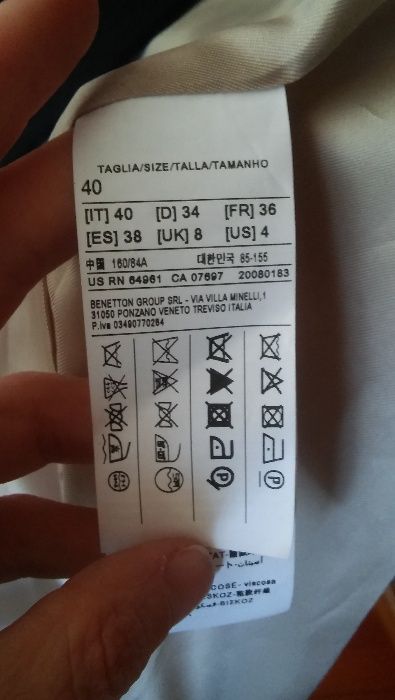 TAGLIA/SIZE/TALLA/TAMANHO
40
[IT] 40 [D] 34 [FR] 36
[ES] 38 [UK] 8 [US] 4
中国 160/84A 대한민국 85-155
US RN 64961 CA 07697 20080183
BENETTON GROUP SRL - VIA VILLA MINELLI,1
31050 PONZANO VENETO TREVISO ITALIA
P.iva 03490770264
P
P
COSE- viscosa